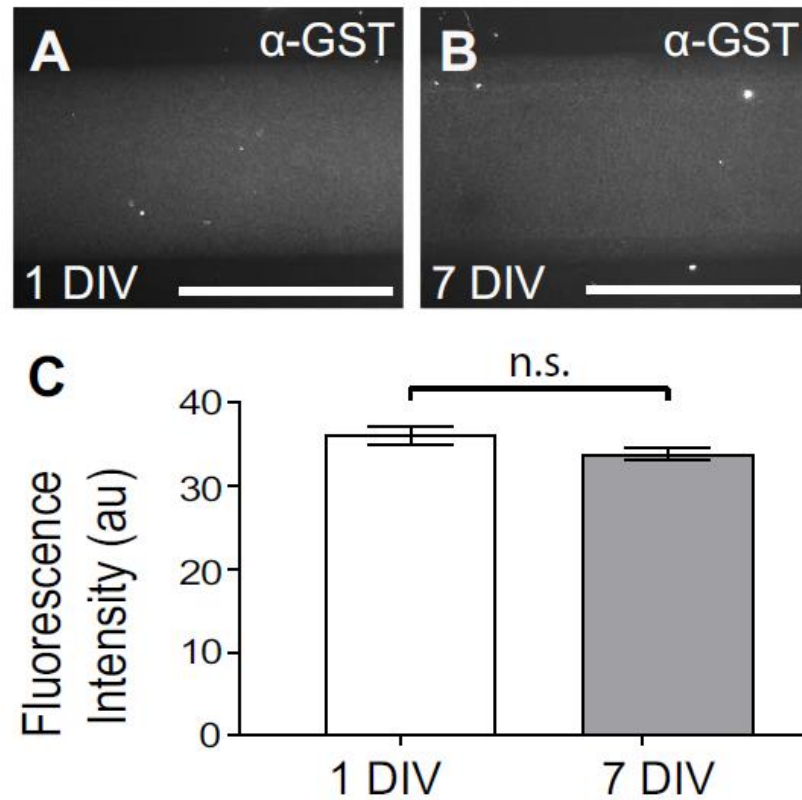 A
α-GST
1 DIV
B
α-GST
7 DIV
C
n.s.
Fluorescence
Intensity (au)
40
30
20
10
0
1 DIV
7 DIV